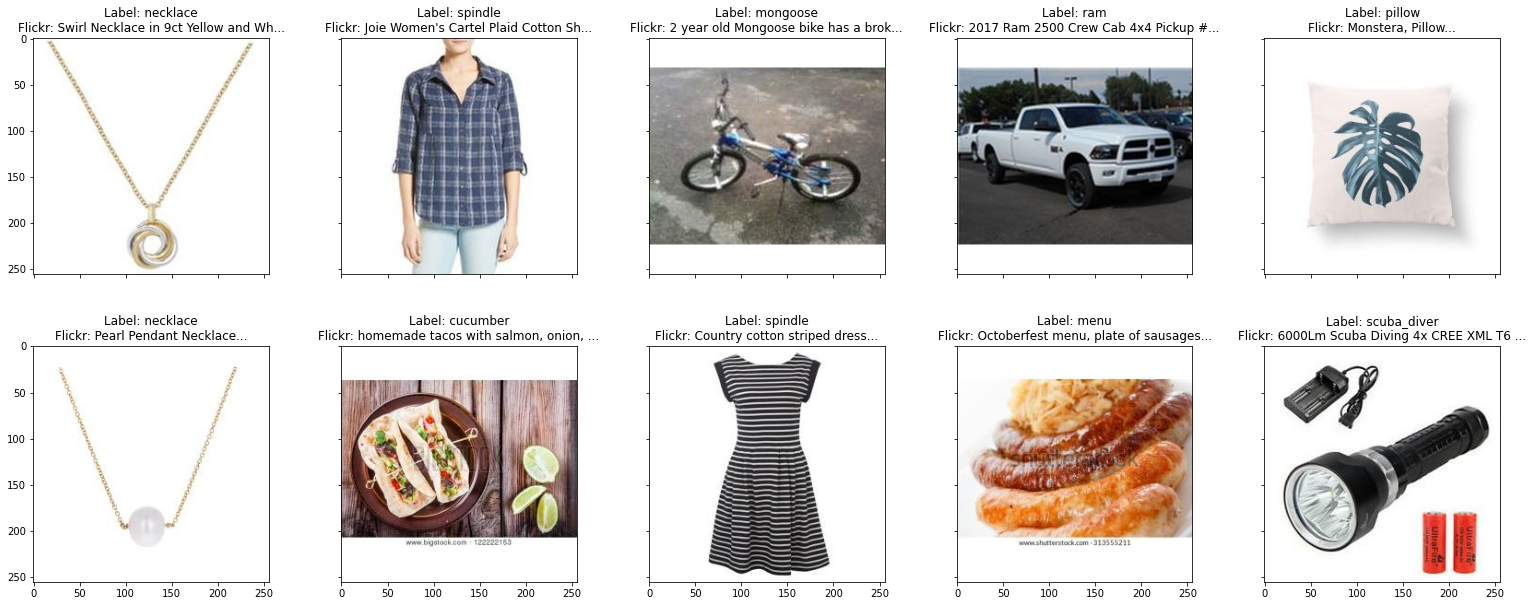 Label: necklace
Flickr: Swirl Necklace in 9ct Yellow and Wh...
Label: spindle
Flickr: Joie Women's Cartel Plaid Cotton Sh...
Label: mongoose
Flickr: 2 year old Mongoose bike has a brok...
Label: ram
Flickr: 2017 Ram 2500 Crew Cab 4x4 Pickup #...
Label: pillow
Flickr: Monstera, Pillow...
0
50
100
150
200
250
Label: necklace
Flickr: Pearl Pendant Necklace...
Label: cucumber
Flickr: homemade tacos with salmon, onion, ...
Label: spindle
Flickr: Country cotton striped dress...
Label: menu
Flickr: Octoberfest menu, plate of sausages...
Label: scuba_diver
Flickr: 6000Lm Scuba Diving 4x CREE XML T6 ...
0
50
100
150
200
250
www.bigstock.com · 122222153
www.shutterstock.com · 313555211
UltraFire
UltraFire
0 50 100 150 200 250
0 50 100 150 200 250
0 50 100 150 200 250
0 50 100 150 200 250
0 50 100 150 200 250